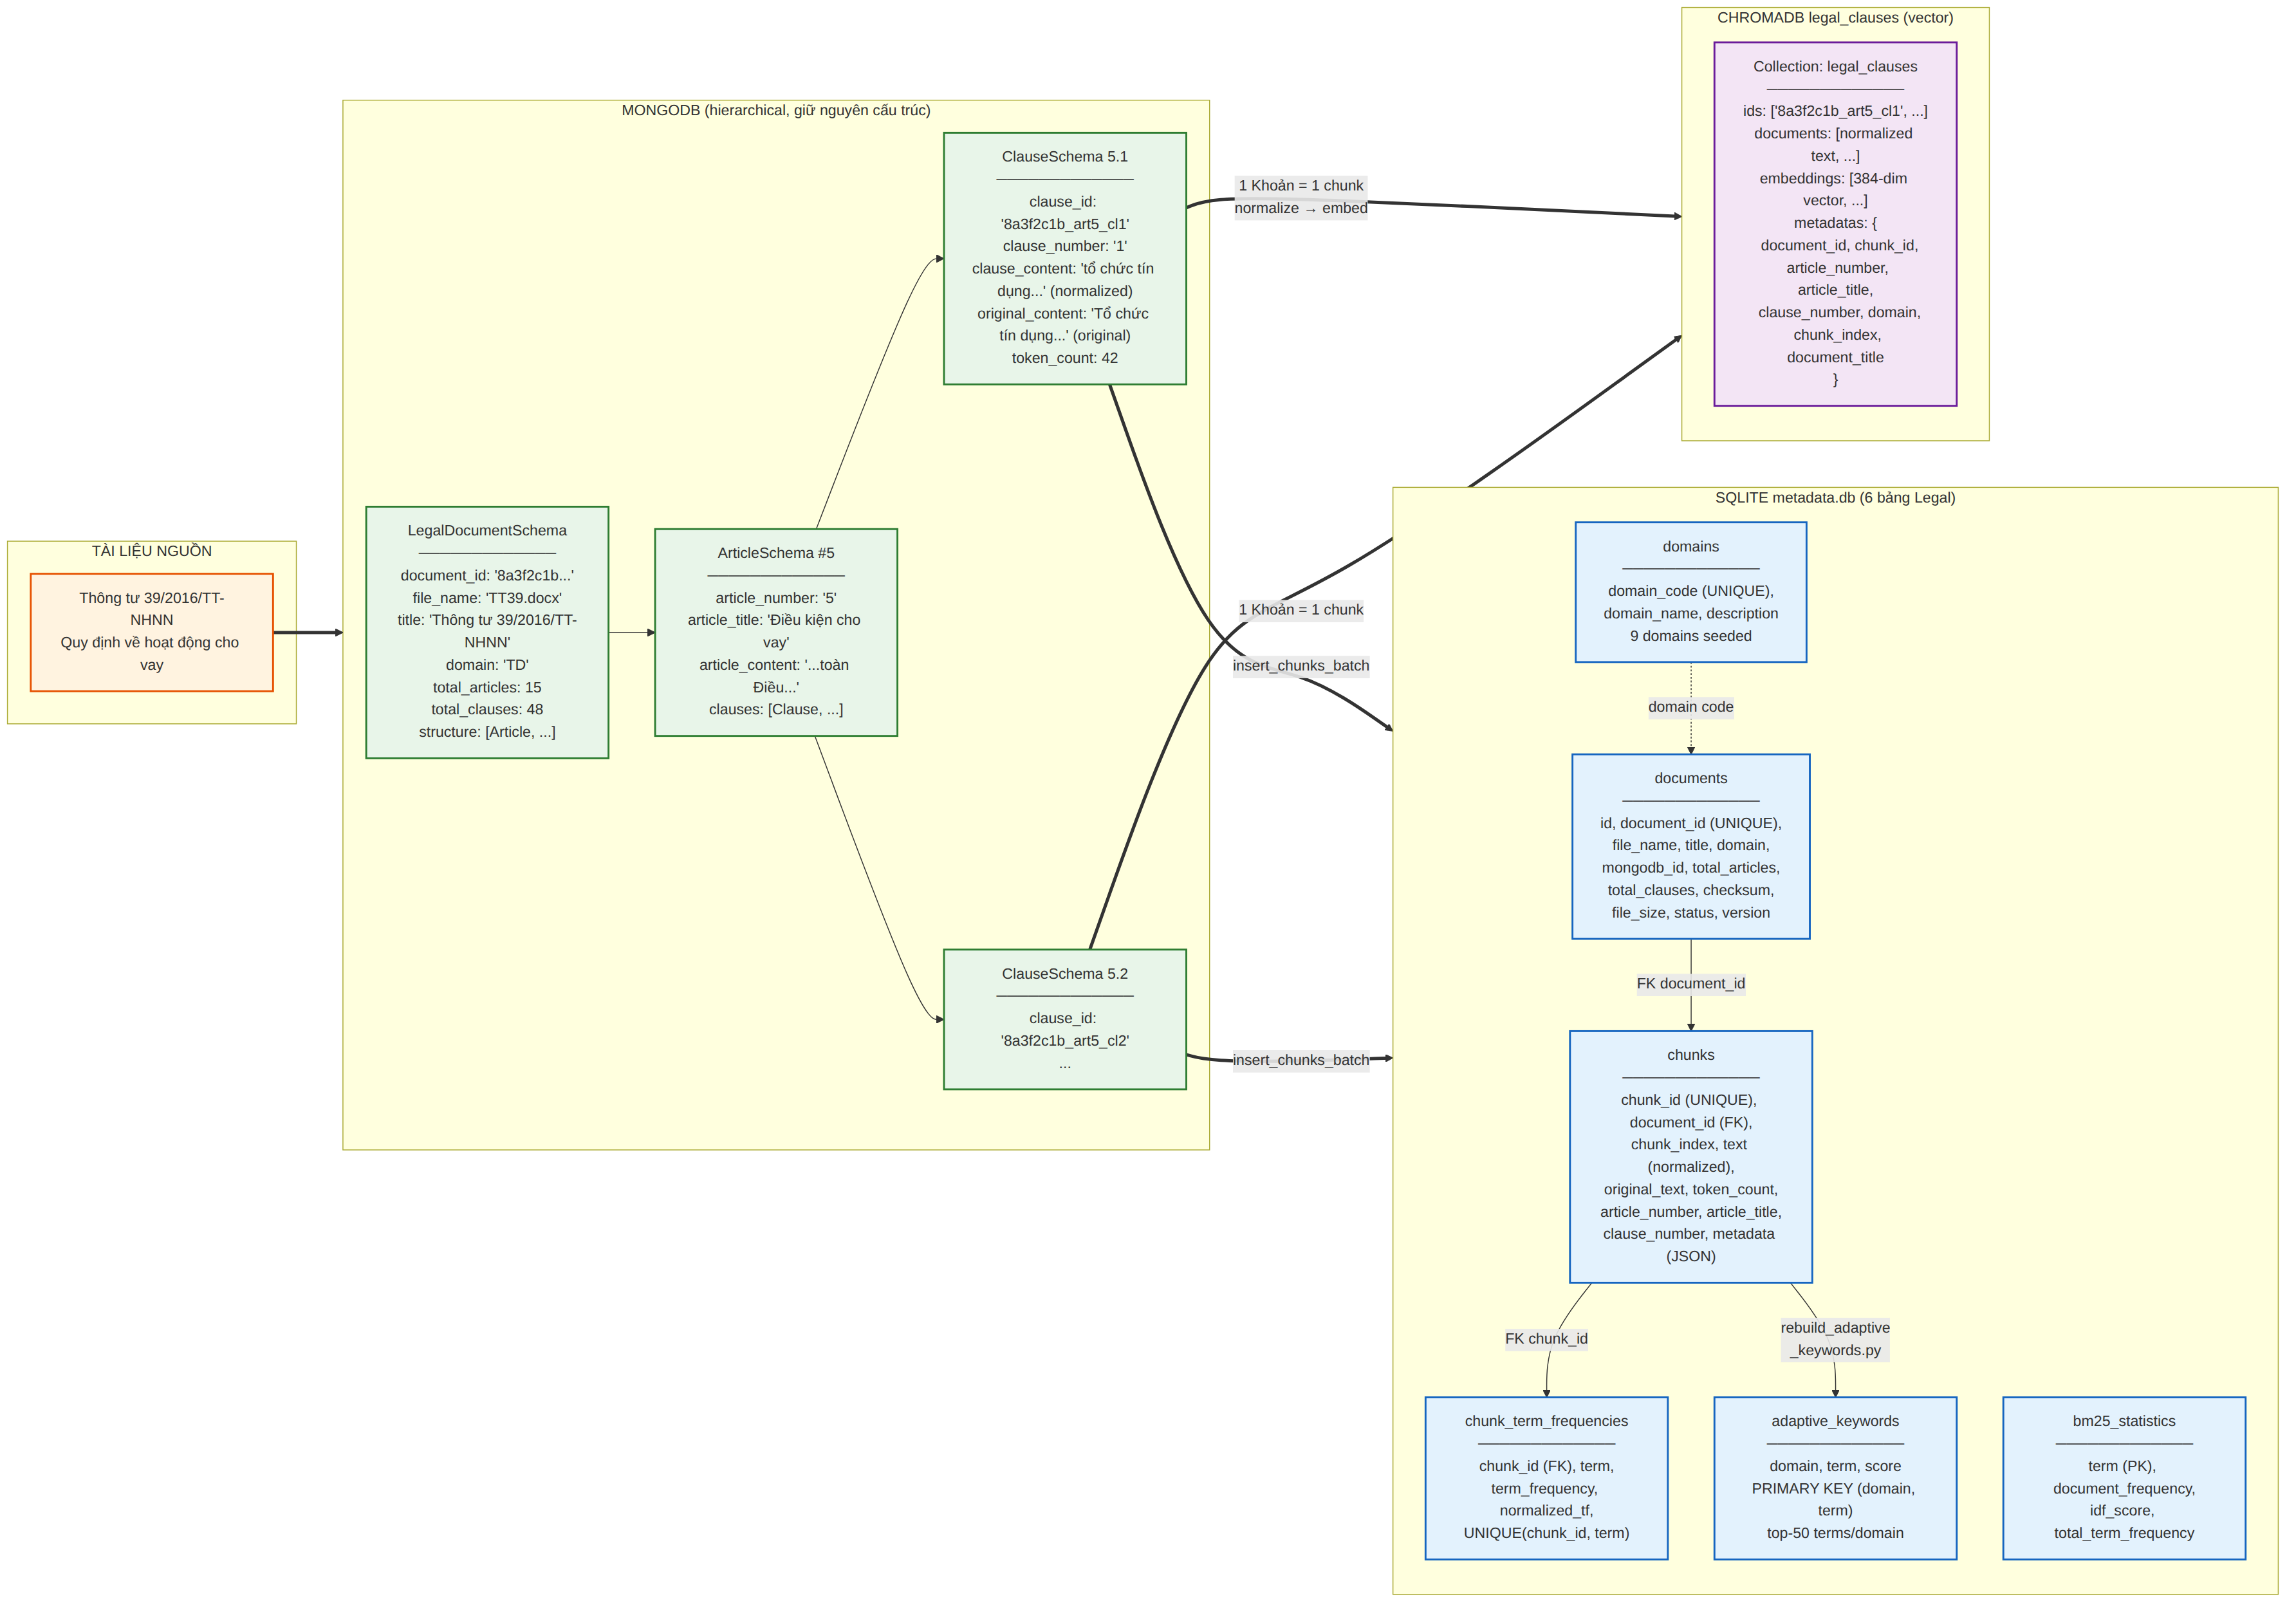 TÀI LIỆU NGUỒN
Thông tư 39/2016/TT-
NHNN
Quy định về hoạt động cho
vay
MONGODB (hierarchical, giữ nguyên cấu trúc)
LegalDocumentSchema
document_id: '8a3f2c1b...'
file_name: 'TT39.docx'
title: 'Thông tư 39/2016/TT-
NHNN'
domain: 'TD'
total_articles: 15
total_clauses: 48
structure: [Article, ...]
ArticleSchema #5
article_number: '5'
article_title: 'Điều kiện cho
vay'
article_content: '...toàn
Điều...'
clauses: [Clause, ...]
ClauseSchema 5.1
clause_id:
'8a3f2c1b_art5_cl1'
clause_number: '1'
clause_content: 'tổ chức tín
dụng...' (normalized)
original_content: 'Tổ chức
tín dụng...' (original)
token_count: 42
ClauseSchema 5.2
clause_id:
'8a3f2c1b_art5_cl2'
...
1 Khoản = 1 chunk
normalize → embed
1 Khoản = 1 chunk
insert_chunks_batch
insert_chunks_batch
CHROMADB legal_clauses (vector)
Collection: legal_clauses
ids: ['8a3f2c1b_art5_cl1', ...]
documents: [normalized
text, ...]
embeddings: [384-dim
vector, ...]
metadatas: {
document_id, chunk_id,
article_number,
article_title,
clause_number, domain,
chunk_index,
document_title
}
SQLITE metadata.db (6 bảng Legal)
domains
domain_code (UNIQUE),
domain_name, description
9 domains seeded
domain code
documents
id, document_id (UNIQUE),
file_name, title, domain,
mongodb_id, total_articles,
total_clauses, checksum,
file_size, status, version
FK document_id
chunks
chunk_id (UNIQUE),
document_id (FK),
chunk_index, text
(normalized),
original_text, token_count,
article_number, article_title,
clause_number, metadata
(JSON)
FK chunk_id
rebuild_adaptive
_keywords.py
chunk_term_frequencies
chunk_id (FK), term,
term_frequency,
normalized_tf,
UNIQUE(chunk_id, term)
adaptive_keywords
domain, term, score
PRIMARY KEY (domain,
term)
top-50 terms/domain
bm25_statistics
term (PK),
document_frequency,
idf_score,
total_term_frequency